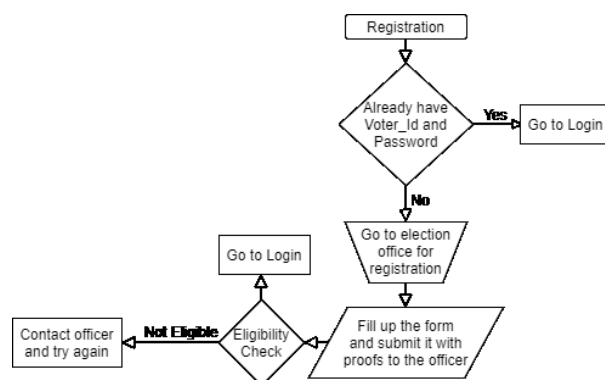 Registration
Already have
Voter_Id and
Password
Yes
Go to Login
No
Go to election
office for
registration
Fill up the form
and submit it with
proofs to the officer
Eligibility
Check
Go to Login
Not Eligible
Contact officer
and try again